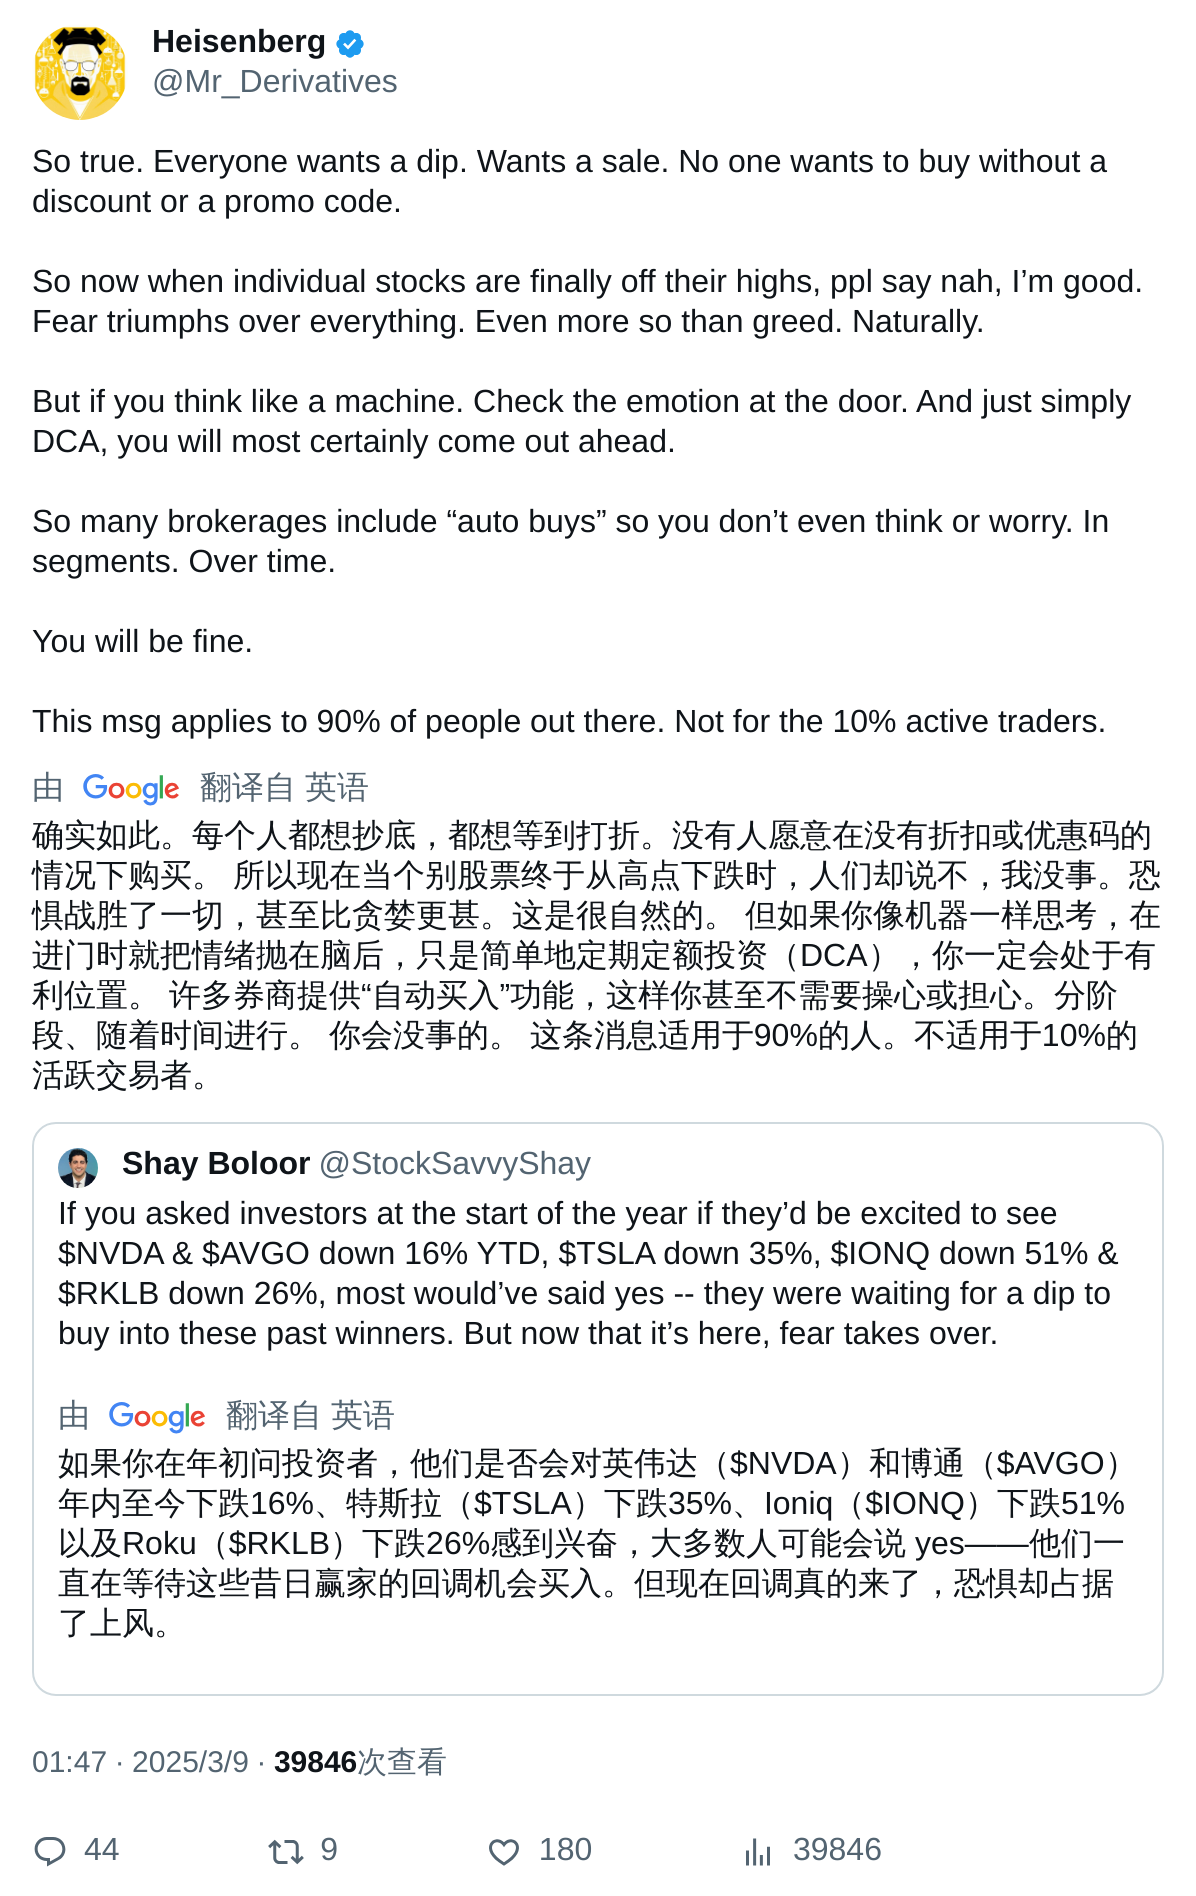 Heisenberg
@Mr_Derivatives
So true. Everyone wants a dip. Wants a sale. No one wants to buy without a
discount or a promo code.
So now when individual stocks are finally off their highs, ppl say nah, I’m good.
Fear triumphs over everything. Even more so than greed. Naturally.
But if you think like a machine. Check the emotion at the door. And just simply
DCA, you will most certainly come out ahead.
So many brokerages include “auto buys” so you don’t even think or worry. In
segments. Over time.
You will be fine.
This msg applies to 90% of people out there. Not for the 10% active traders.
由 Google 翻译自 英语
确实如此。每个人都想抄底，都想等到打折。没有人愿意在没有折扣或优惠码的
情况下购买。 所以现在当个别股票终于从高点下跌时，人们却说不，我没事。恐
惧战胜了一切，甚至比贪婪更甚。这是很自然的。 但如果你像机器一样思考，在
进门时就把情绪抛在脑后，只是简单地定期定额投资（DCA），你一定会处于有
利位置。 许多券商提供“自动买入”功能，这样你甚至不需要操心或担心。分阶
段、随着时间进行。 你会没事的。 这条消息适用于90%的人。不适用于10%的
活跃交易者。
Shay Boloor @StockSavvyShay
If you asked investors at the start of the year if they’d be excited to see
$NVDA & $AVGO down 16% YTD, $TSLA down 35%, $IONQ down 51% &
$RKLB down 26%, most would’ve said yes -- they were waiting for a dip to
buy into these past winners. But now that it’s here, fear takes over.
由 Google 翻译自 英语
如果你在年初问投资者，他们是否会对英伟达（$NVDA）和博通（$AVGO）
年内至今下跌16%、特斯拉（$TSLA）下跌35%、Ioniq（$IONQ）下跌51%
以及Roku（$RKLB）下跌26%感到兴奋，大多数人可能会说 yes——他们一
直在等待这些昔日赢家的回调机会买入。但现在回调真的来了，恐惧却占据
了上风。
01:47 · 2025/3/9 · 39846次查看
44 9 180 39846